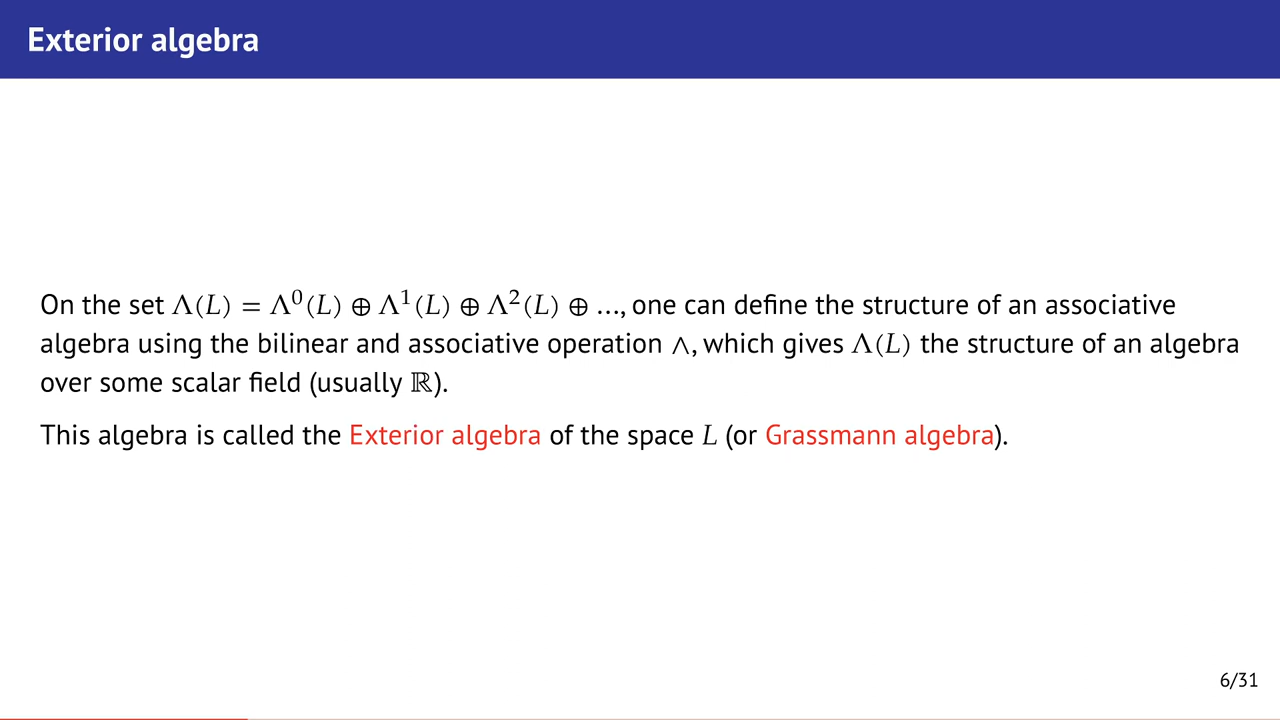 Exterior algebra
On the set Λ(L) = Λ⁰(L) ⊕ Λ¹(L) ⊕ Λ²(L) ⊕ ..., one can define the structure of an associative
algebra using the bilinear and associative operation ∧, which gives Λ(L) the structure of an algebra
over some scalar field (usually ℝ).
This algebra is called the Exterior algebra of the space L (or Grassmann algebra).
6/31